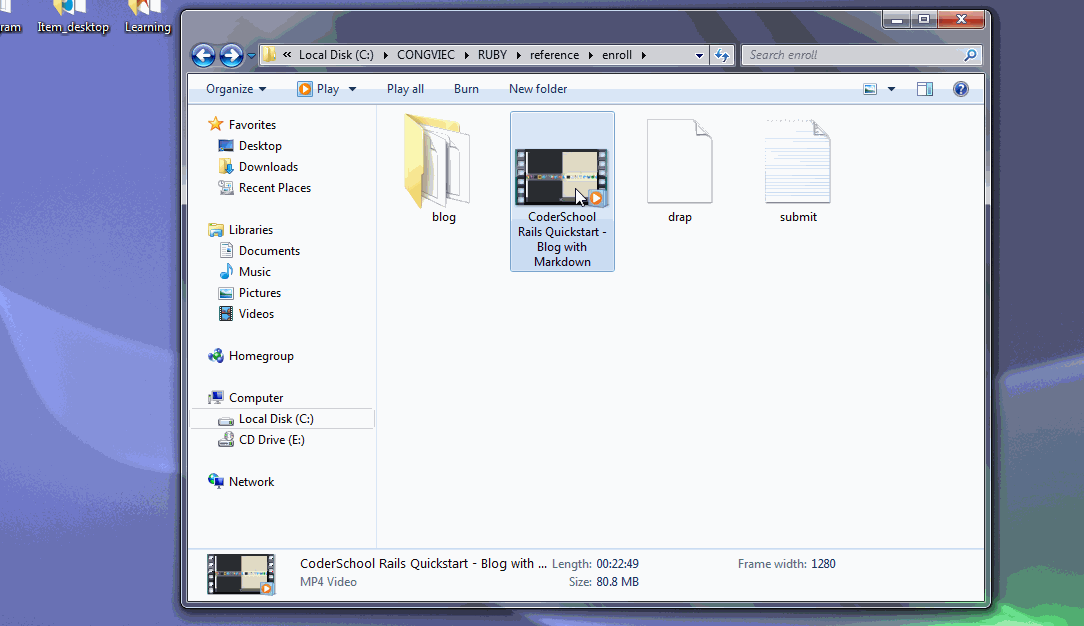 ram Item_desktop Learning
« Local Disk (C:) CONGVIEC RUBY reference enroll
Search enroll
Organize Play Play all Burn New folder
Favorites
Desktop
Downloads
Recent Places
Libraries
Documents
Music
Pictures
Videos
Homegroup
Computer
Local Disk (C:)
CD Drive (E:)
Network
blog
CoderSchool
Rails Quickstart -
Blog with
Markdown
drap
submit
CoderSchool Rails Quickstart - Blog with ... Length: 00:22:49 Frame width: 1280
MP4 Video Size: 80.8 MB